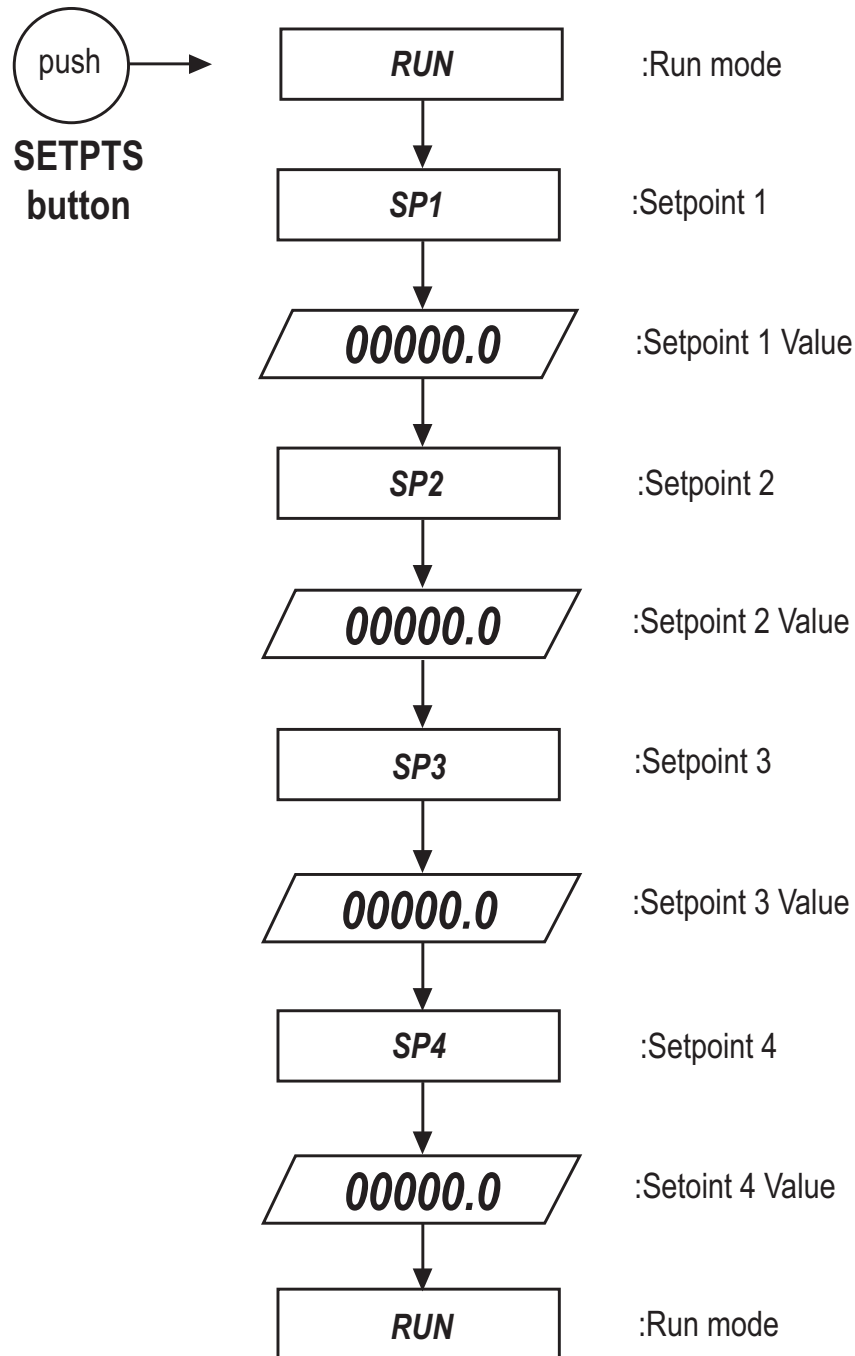 push
SETPTS
button
RUN :Run mode
SP1 :Setpoint 1
00000.0 :Setpoint 1 Value
SP2 :Setpoint 2
00000.0 :Setpoint 2 Value
SP3 :Setpoint 3
00000.0 :Setpoint 3 Value
SP4 :Setpoint 4
00000.0 :Setoint 4 Value
RUN :Run mode